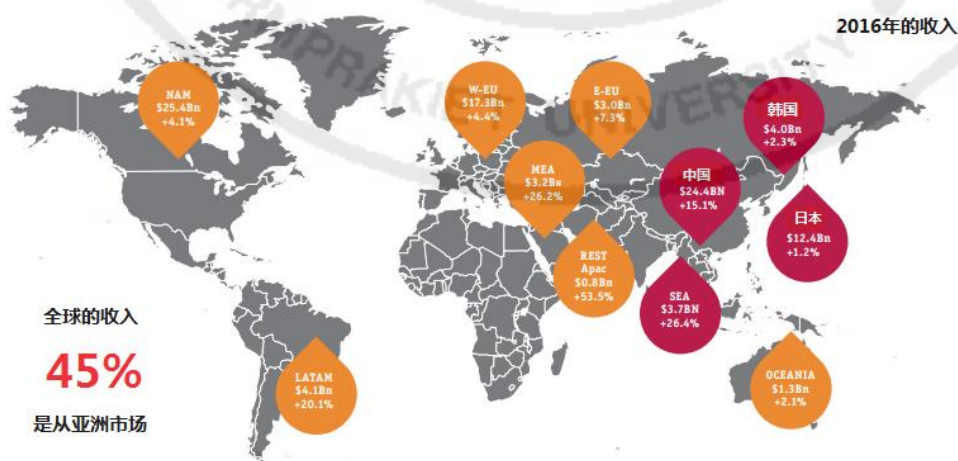 2016年的收入
NAM
$25.4Bn
+4.1%
W-EU
$17.3Bn
+4.4%
E-EU
$3.0Bn
+7.3%
韩国
$4.0Bn
+2.3%
MEA
$3.2Bn
+26.2%
中国
$24.4BN
+15.1%
日本
$12.4Bn
+1.2%
REST
Apac
$0.8Bn
+53.5%
SEA
$3.7BN
+26.4%
全球的收入
45%
是从亚洲市场
LATAM
$4.1Bn
+20.1%
OCEANIA
$1.3Bn
+2.1%
UNIVERSITY